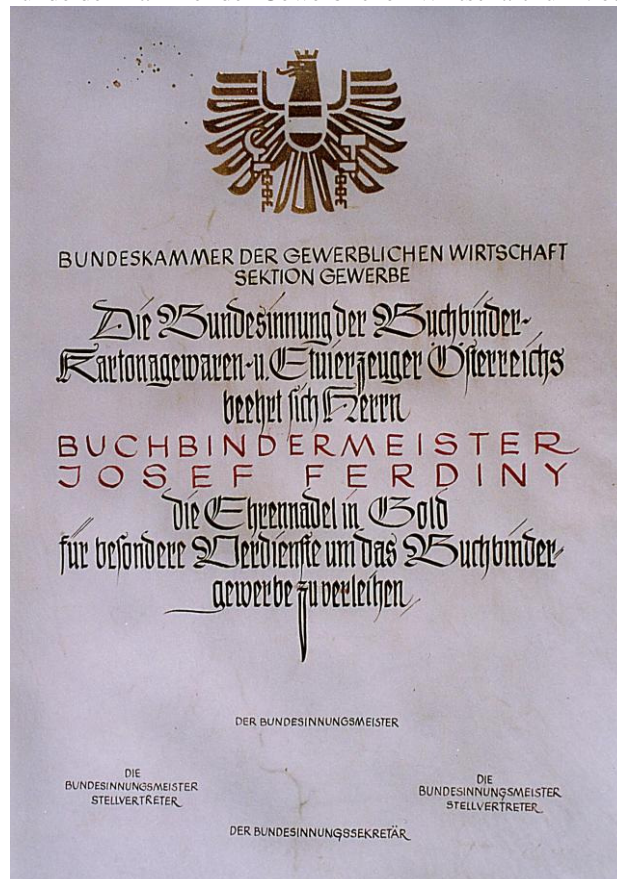 BUNDESKAMMER DER GEWERBLICHEN WIRTSCHAFT
SEKTION GEWERBE
Die Bundesinnung der Buchbinder-
Kartonagewaren-u. Etuierzeuger Österreichs
beehrt sich Herrn
BUCHBINDERMEISTER
JOSEF FERDINY
die Ehrennadel in Gold
für besondere Verdienste um das Buchbinder-
gewerbe zu verleihen
DER BUNDESINNUNGSMEISTER
DIE
BUNDESINNUNGSMEISTER
STELLVERTRETER
DIE
BUNDESINNUNGSMEISTER
STELLVERTRETER
DER BUNDESINNUNGSSEKRETÄR